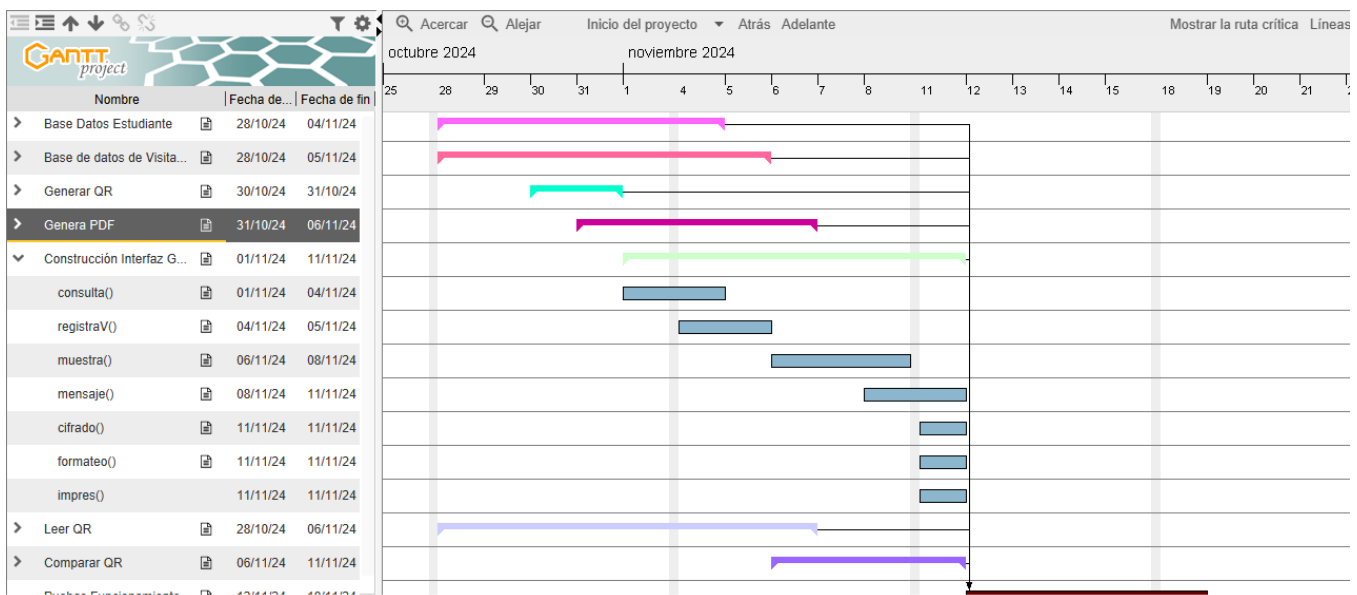 Acercar Alejar Inicio del proyecto Atrás Adelante Mostrar la ruta crítica Líneas
GANTT
project
octubre 2024 noviembre 2024
25 28 29 30 31 1 4 5 6 7 8 11 12 13 14 15 18 19 20 21
Nombre Fecha de... Fecha de fin
Base Datos Estudiante 28/10/24 04/11/24
Base de datos de Visita... 28/10/24 05/11/24
Generar QR 30/10/24 31/10/24
Genera PDF 31/10/24 06/11/24
Construcción Interfaz G... 01/11/24 11/11/24
consulta() 01/11/24 04/11/24
registraV() 04/11/24 05/11/24
muestra() 06/11/24 08/11/24
mensaje() 08/11/24 11/11/24
cifrado() 11/11/24 11/11/24
formateo() 11/11/24 11/11/24
impres() 11/11/24 11/11/24
Leer QR 28/10/24 06/11/24
Comparar QR 06/11/24 11/11/24